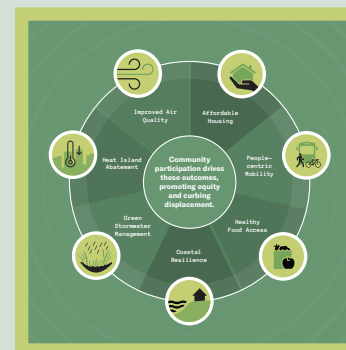 Improved Air
Quality
Affordable
Housing
Heat Island
Abatement
People-
centric
Mobility
Community
participation drives
these outcomes,
promoting equity
and curbing
displacement.
Green
Stormwater
Management
Healthy
Food Access
Coastal
Resilience